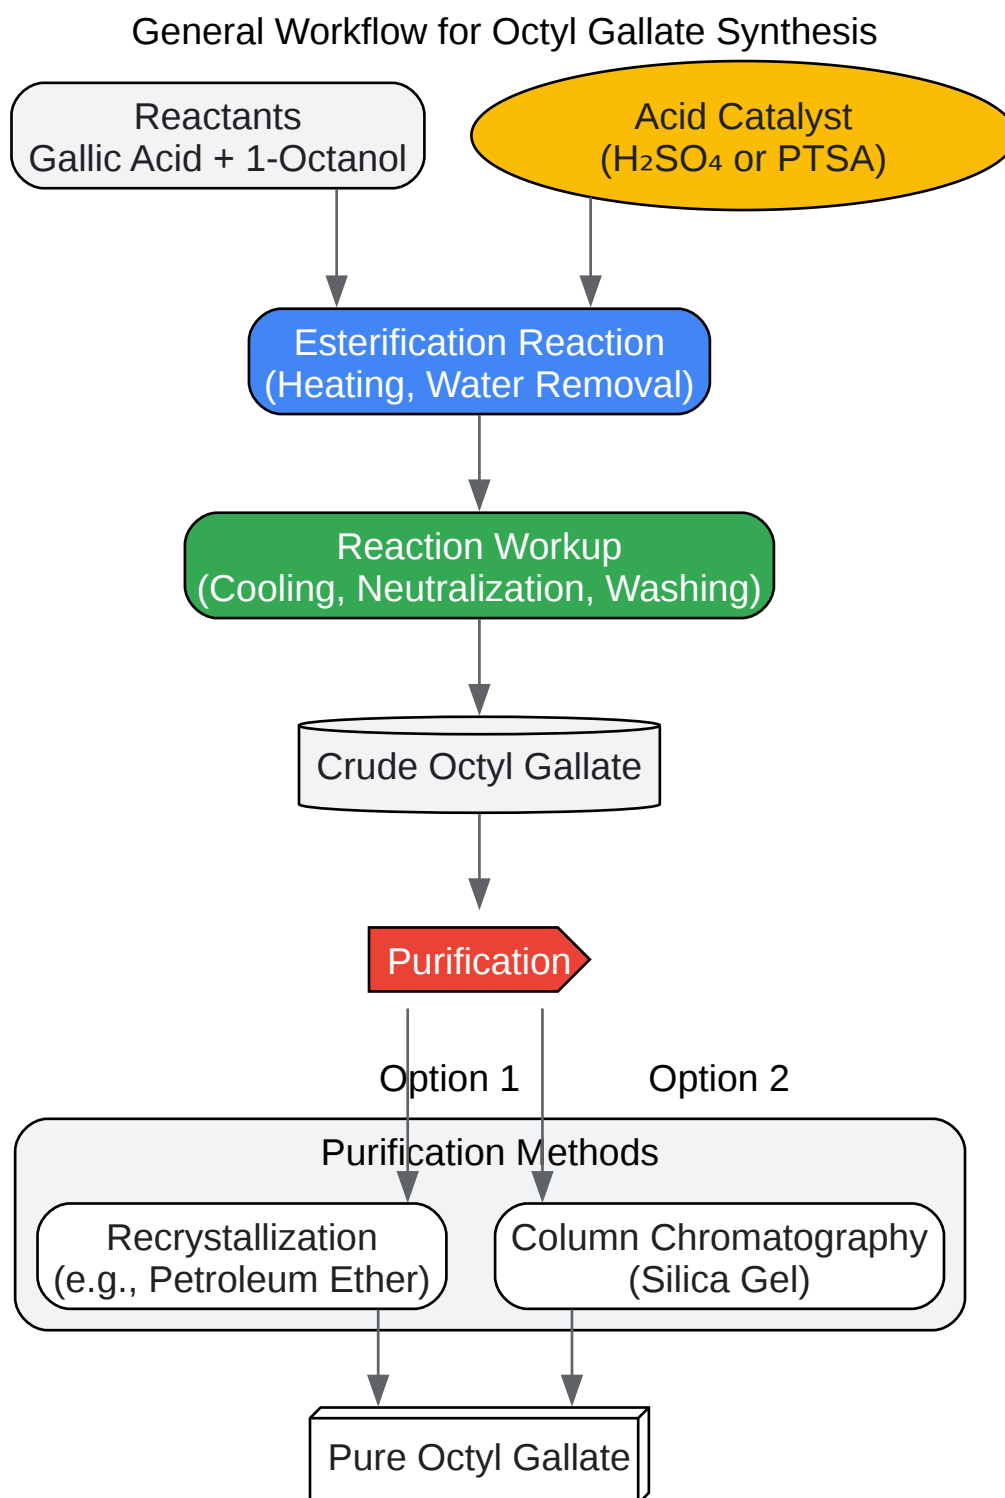 General Workflow for Octyl Gallate Synthesis
Reactants
Gallic Acid + 1-Octanol
Acid Catalyst
(H₂SO₄ or PTSA)
Esterification Reaction
(Heating, Water Removal)
Reaction Workup
(Cooling, Neutralization, Washing)
Crude Octyl Gallate
Purification
Option 1
Option 2
Purification Methods
Recrystallization
(e.g., Petroleum Ether)
Column Chromatography
(Silica Gel)
Pure Octyl Gallate